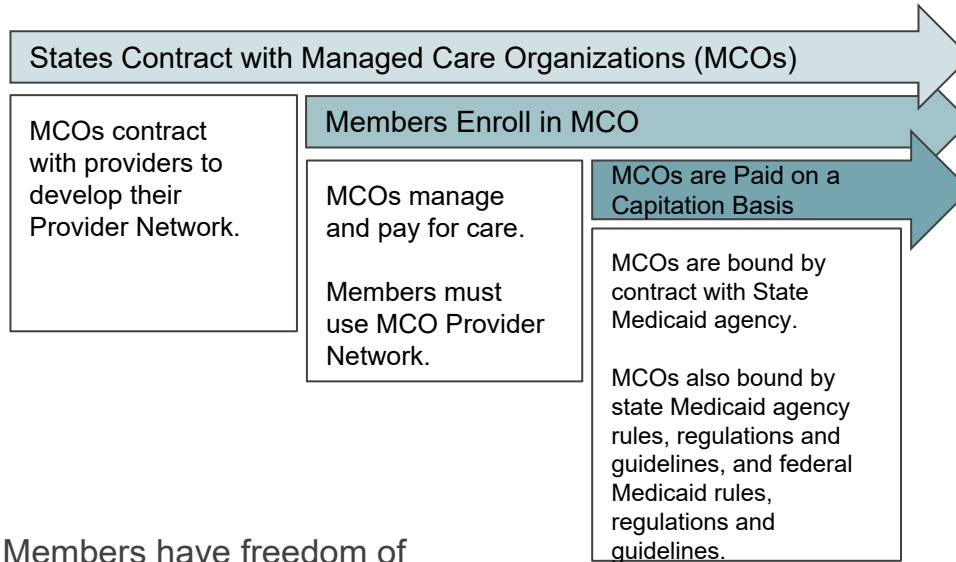 States Contract with Managed Care Organizations (MCOs)
MCOs contract
with providers to
develop their
Provider Network.
Members Enroll in MCO
MCOs manage
and pay for care.
Members must
use MCO Provider
Network.
MCOs are Paid on a
Capitation Basis
MCOs are bound by
contract with State
Medicaid agency.
MCOs also bound by
state Medicaid agency
rules, regulations and
guidelines, and federal
Medicaid rules,
regulations and
guidelines.
Members have freedom of